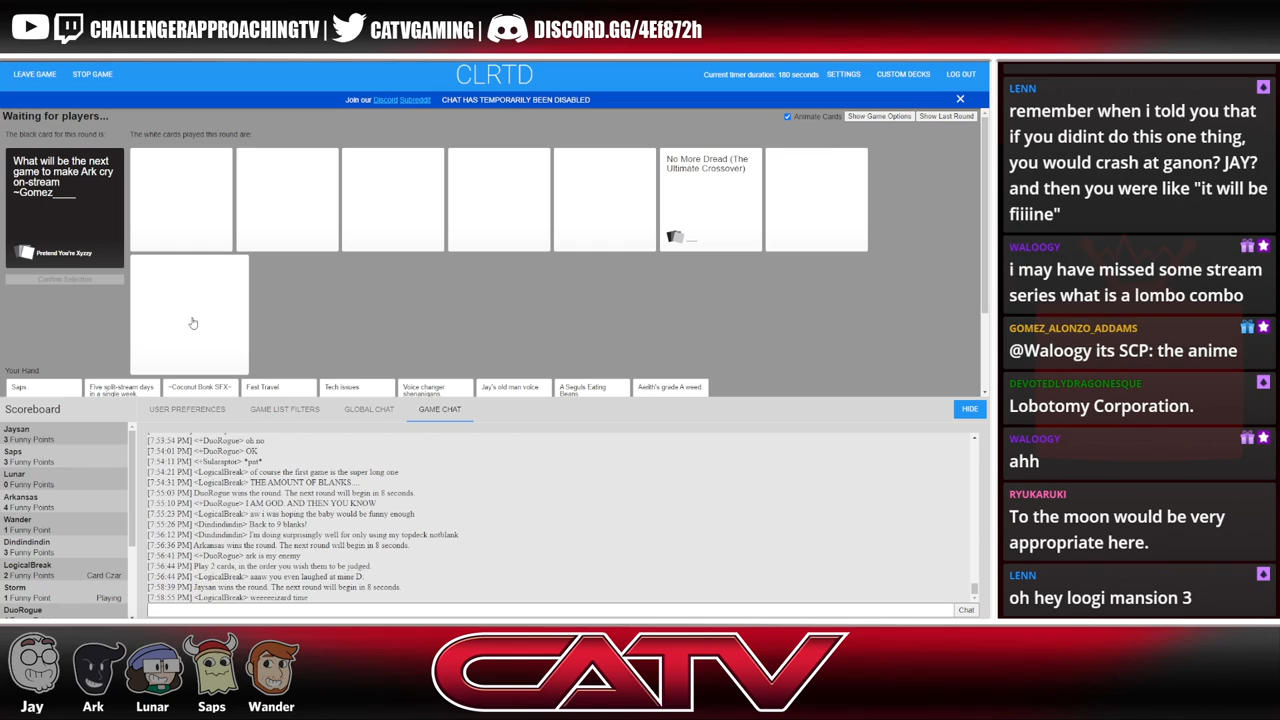 CHALLENGERAPPROACHINGTV | CATVGAMING | DISCORD.GG/4Ef872h
LEAVE GAME STOP GAME CLRTD Current timer duration: 180 seconds SETTINGS CUSTOM DECKS LOG OUT
Join our Discord Subreddit CHAT HAS TEMPORARILY BEEN DISABLED
Waiting for players...
Animate Cards Show Game Options Show Last Round
The black card for this round is: The white cards played this round are:
What will be the next
game to make Ark cry
on-stream
~Gomez____
Pretend You're Xyzzy
Confirm Selection
No More Dread (The
Ultimate Crossover)
Your Hand
Saps
Five split-stream days
in a single week
~Coconut Bonk SFX~
Fast Travel
Tech issues
Voice changer
shenanigans
Jay's old man voice
A Seguls Eating
Beans
Aerith's grade A weed
Scoreboard
Jaysan
3 Funny Points
Saps
3 Funny Points
Lunar
0 Funny Points
Arkansas
4 Funny Points
Wander
1 Funny Point
Dindindindin
3 Funny Points
LogicalBreak
2 Funny Points Card Czar
Storm
1 Funny Point Playing
DuoRogue
USER PREFERENCES GAME LIST FILTERS GLOBAL CHAT GAME CHAT HIDE
[7:53:54 PM] <+DuoRogue> oh no
[7:54:01 PM] <+DuoRogue> OK
[7:54:11 PM] <+Sularaptor> *pat*
[7:54:21 PM] <LogicalBreak> of course the first game is the super long one
[7:54:31 PM] <LogicalBreak> THE AMOUNT OF BLANKS....
[7:55:03 PM] DuoRogue wins the round. The next round will begin in 8 seconds.
[7:55:10 PM] <+DuoRogue> I AM GOD. AND THEN YOU KNOW
[7:55:23 PM] <LogicalBreak> aw i was hoping the baby would be funny enough
[7:55:26 PM] <Dindindindin> Back to 9 blanks!
[7:56:12 PM] <Dindindindin> I'm doing surprisingly well for only using my topdeck notblank
[7:56:36 PM] Arkansas wins the round. The next round will begin in 8 seconds.
[7:56:41 PM] <+DuoRogue> ark is my enemy
[7:56:44 PM] Play 2 cards, in the order you wish them to be judged.
[7:56:44 PM] <LogicalBreak> aaaw you even laughed at mine D:
[7:58:39 PM] Jaysan wins the round. The next round will begin in 8 seconds.
[7:58:55 PM] <LogicalBreak> weeeeezard time
Chat
LENN
remember when i told you that
if you didint do this one thing,
you would crash at ganon? JAY?
and then you were like "it will be
fiiiine"
WALOOGY
i may have missed some stream
series what is a lombo combo
GOMEZ_ALONZO_ADDAMS
@Waloogy its SCP: the anime
DEVOTEDLYDRAGONESQUE
Lobotomy Corporation.
WALOOGY
ahh
RYUKARUKI
To the moon would be very
appropriate here.
LENN
oh hey loogi mansion 3
Jay Ark Lunar Saps Wander
CATV